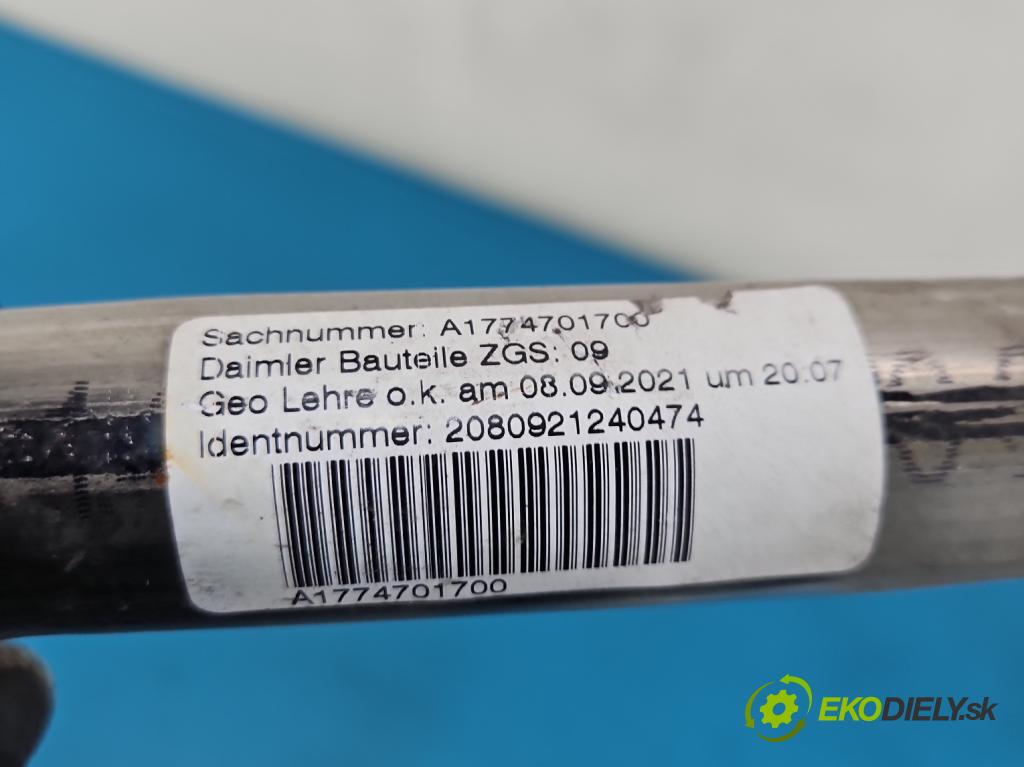 Sachnummer: A1774701700
Daimler Bauteile ZGS: 09
Geo Lehre o.k. am 08.09.2021 um 20:07
Identnummer: 2080921240474
A1774701700
EKODIELY.sk